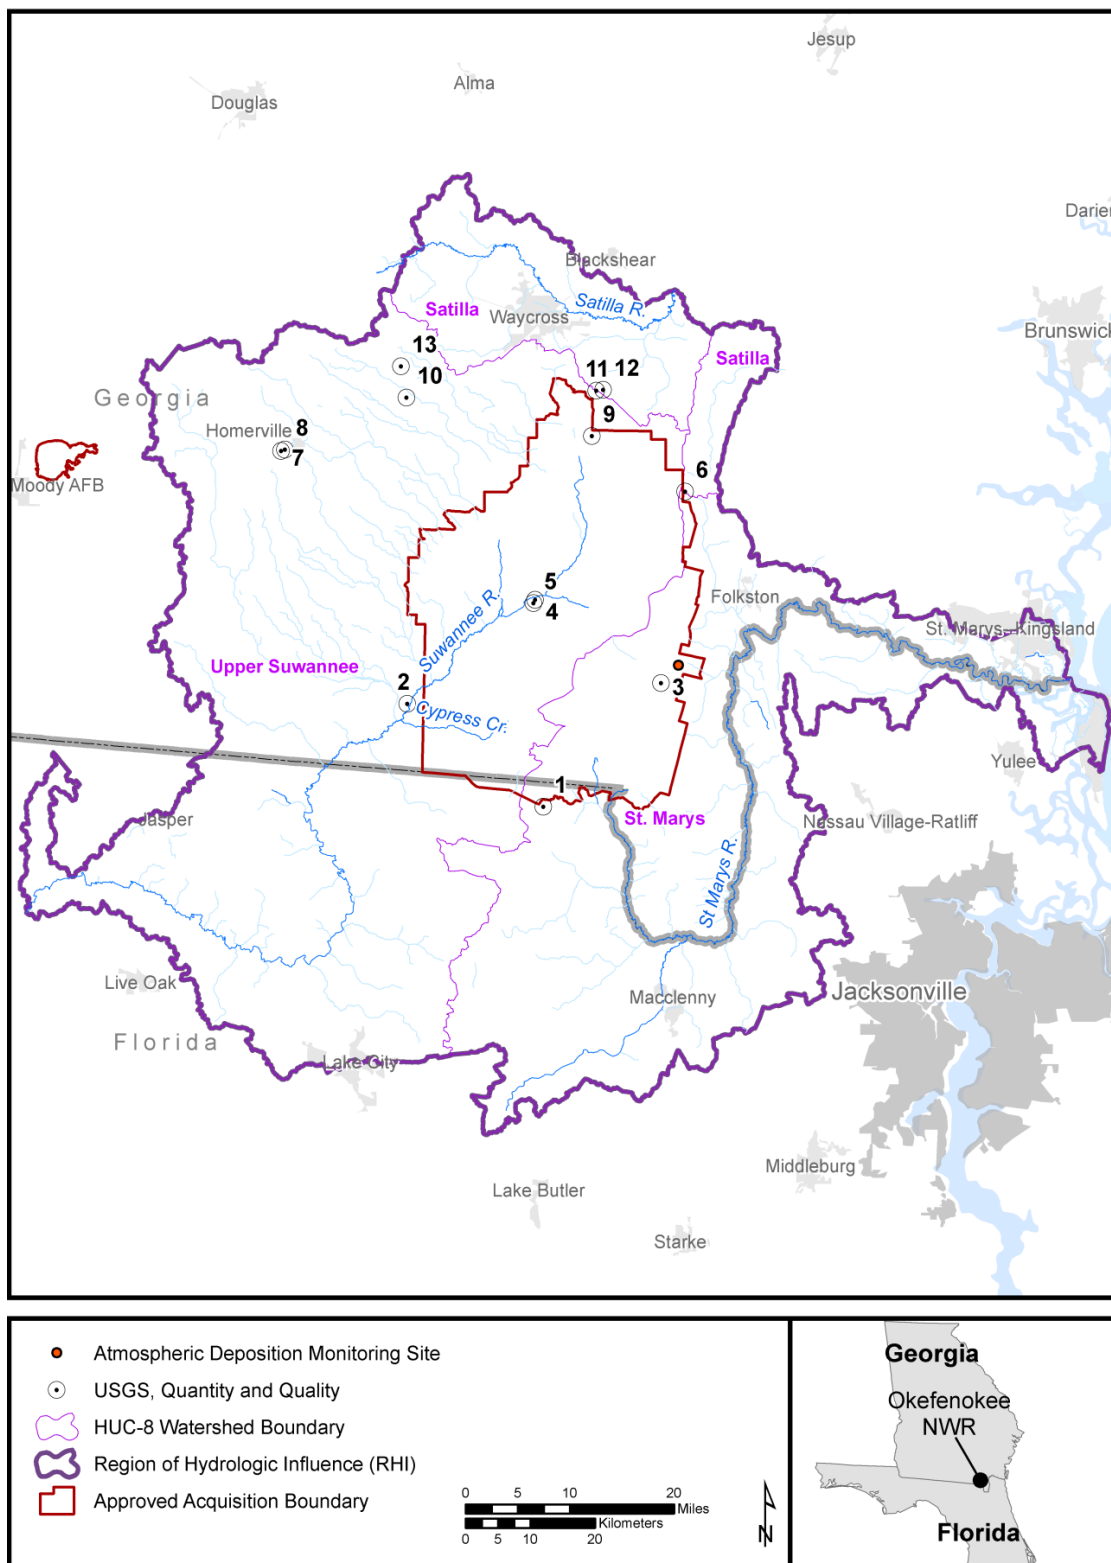 Jesup
Alma
Douglas
Darien
Blackshear
Satilla R.
Satilla
Waycross
Brunswick
Satilla
13
11 12
10
Georgia
9
8
Homerville
7
6
Moody AFB
5
4
Folkston
Suwannee R.
St. Marys–Kingsland
Upper Suwannee
2
3
Cypress Cr.
Yulee
1
St. Marys
Jasper
Nassau Village-Ratliff
St Marys R.
Live Oak
Macclenny
Jacksonville
Florida
Lake City
Middleburg
Lake Butler
Starke
Atmospheric Deposition Monitoring Site
USGS, Quantity and Quality
HUC-8 Watershed Boundary
Region of Hydrologic Influence (RHI)
Approved Acquisition Boundary
0 5 10 20
Miles
Kilometers
0 5 10 20
N
Georgia
Okefenokee
NWR
Florida